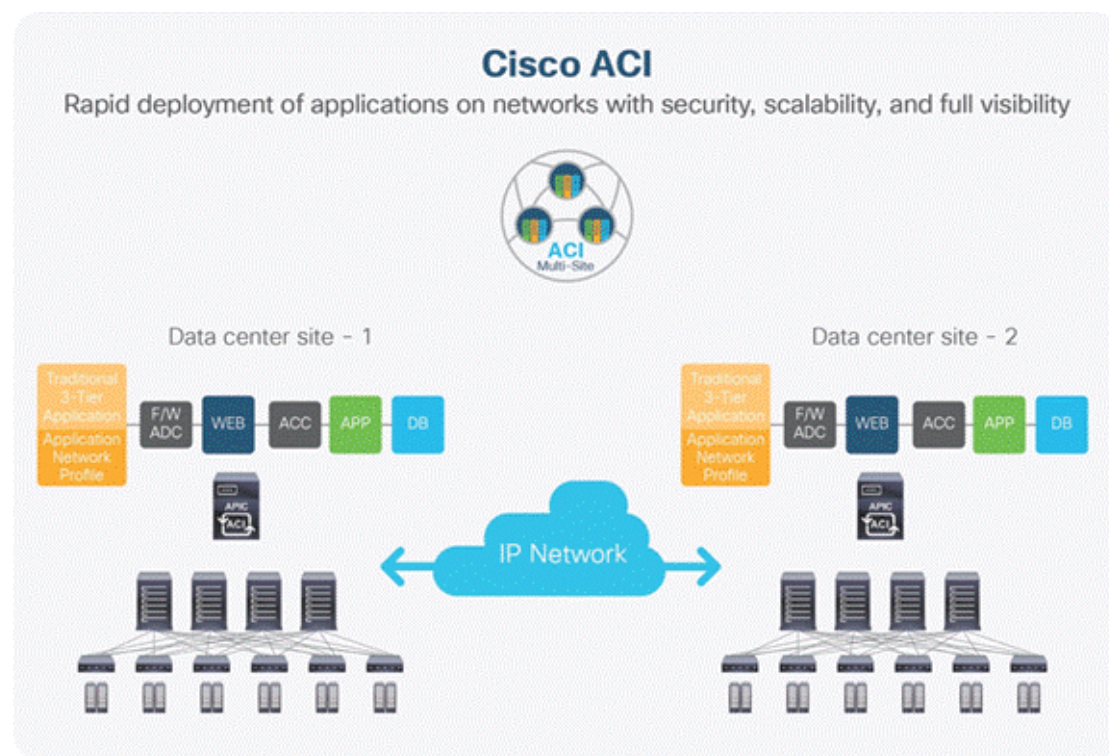 Cisco ACI
Rapid deployment of applications on networks with security, scalability, and full visibility
ACI
Multi-Site
Data center site - 1
Traditional
3-Tier
Application
Application
Network
Profile
F/W
ADC
WEB
ACC
APP
DB
APIC
ACI
IP Network
Data center site - 2
Traditional
3-Tier
Application
Application
Network
Profile
F/W
ADC
WEB
ACC
APP
DB
APIC
ACI